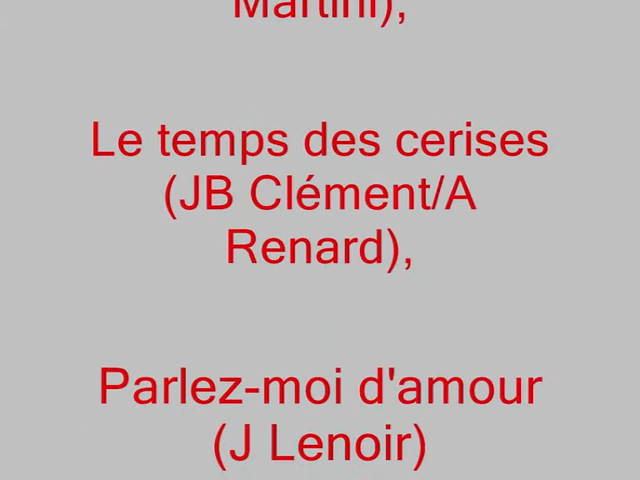 Martini),
Le temps des cerises
(JB Clément/A
Renard),
Parlez-moi d'amour
(J Lenoir)